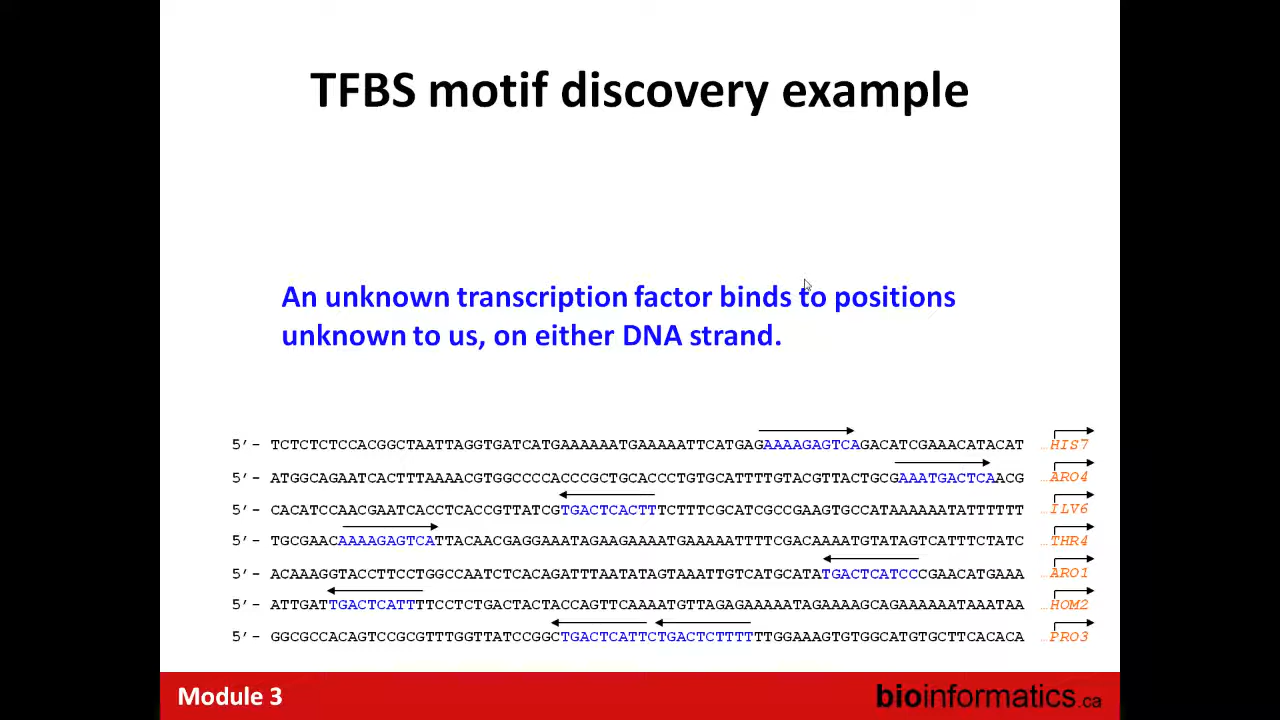 TFBS motif discovery example
An unknown transcription factor binds to positions
unknown to us, on either DNA strand.
5’- TCTCTCTCCACGGCTAATTAGGTGATCATGAAAAAATGAAAAATTCATGAGAAAAGAGTCAGACATCGAAACATACAT …HIS7
5’- ATGGCAGAATCACTTTAAAACGTGGCCCCACCCGCTGCACCCTGTGCATTTTGTACGTTACTGCGAAATGACTCAACG …ARO4
5’- CACATCCAACGAATCACCTCACCGTTATCGTGACTCACTTTCTTTCGCATCGCCGAAGTGCCATAAAAAATATTTTTT …ILV6
5’- TGCGAACAAAAGAGTCATTACAACGAGGAAATAGAAGAAAATGAAAAATTTTCGACAAAATGTATAGTCATTTCTATC …THR4
5’- ACAAAGGTACCTTCCTGGCCAATCTCACAGATTTAATATAGTAAATTGTCATGCATATGACTCATCCCGAACATGAAA …ARO1
5’- ATTGATTGACTCATTTTCCTCTGACTACTACCAGTTCAAAATGTTAGAGAAAAATAGAAAAGCAGAAAAAATAAATAA …HOM2
5’- GGCGCCACAGTCCGCGTTTGGTTATCCGGCTGACTCATTCTGACTCTTTTTTGGAAAGTGTGGCATGTGCTTCACACA …PRO3
Module 3
bioinformatics.ca